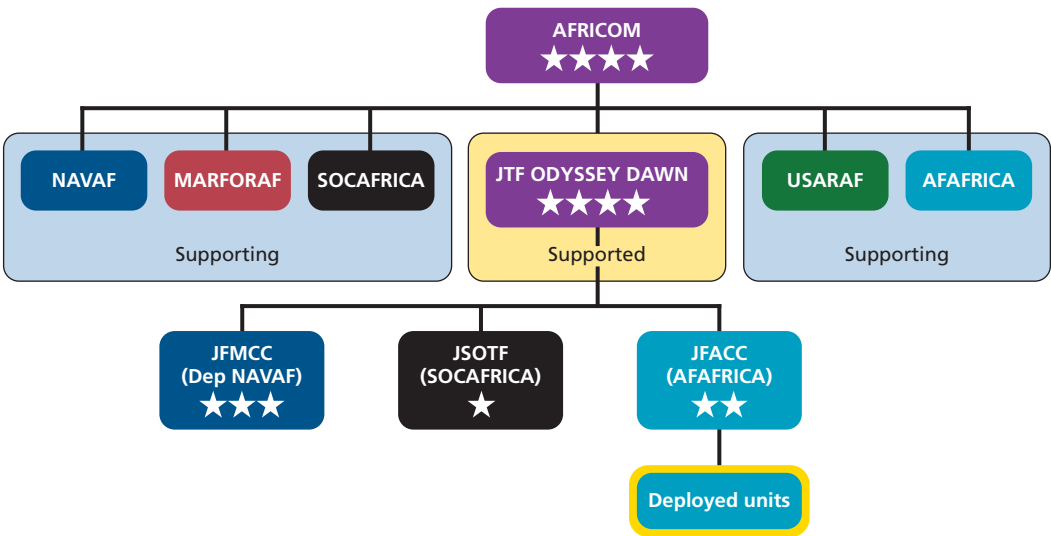 AFRICOM
NAVAF
MARFORAF
SOCAFRICA
Supporting
JTF ODYSSEY DAWN
Supported
USARAF
AFAFRICA
Supporting
JFMCC
(Dep NAVAF)
JSOTF
(SOCAFRICA)
JFACC
(AFAFRICA)
Deployed units